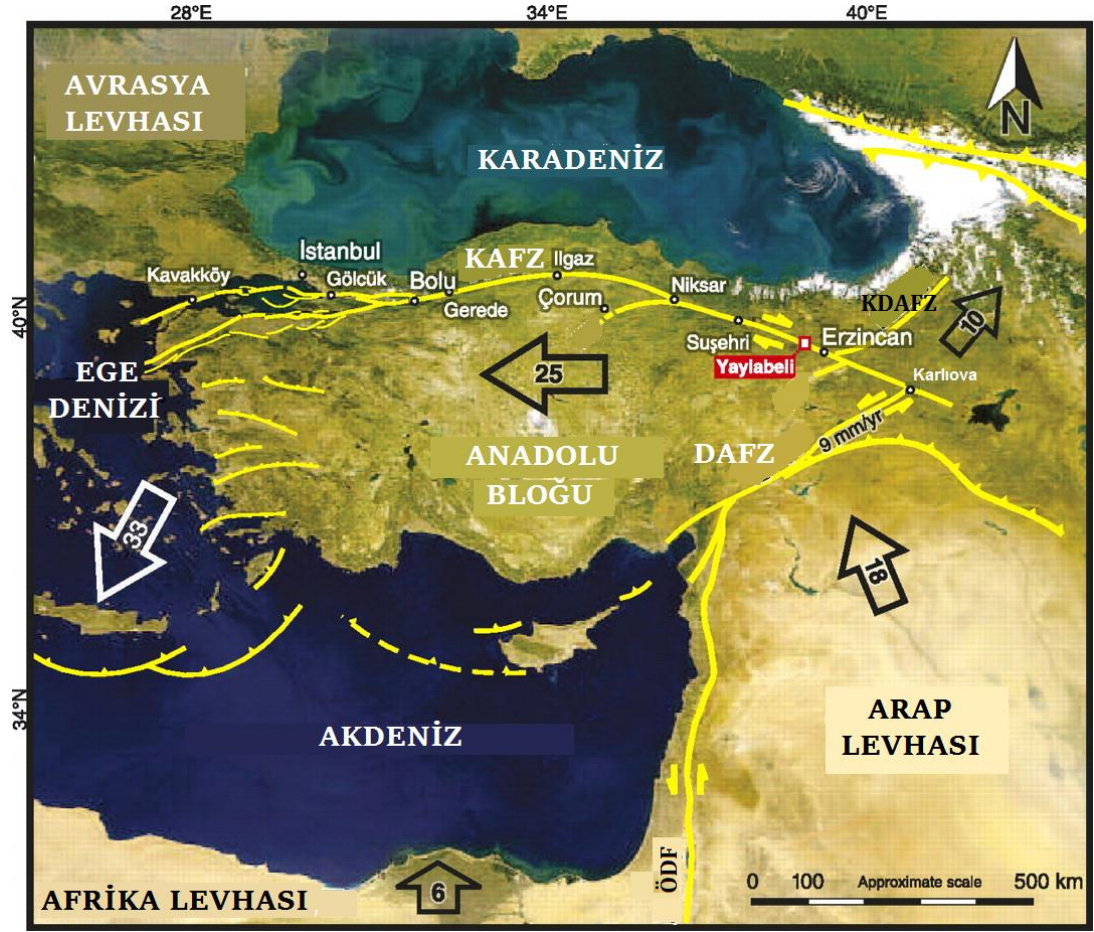 28°E
34°E
40°E
AVRASYA
LEVHASI
N
KARADENİZ
İstanbul
KAFZ
Ilgaz
Kavakköy
Gölcük
Bolu
Gerede
Çorum
Niksar
KDAFZ
10
40°N
Suşehri
Erzincan
Yaylabeli
Karlıova
25
EGE
DENİZİ
9 mm/yr
ANADOLU
BLOĞU
DAFZ
33
18
34°N
AKDENİZ
ARAP
LEVHASI
ÖDF
AFRİKA LEVHASI
6
0 100 Approximate scale 500 km